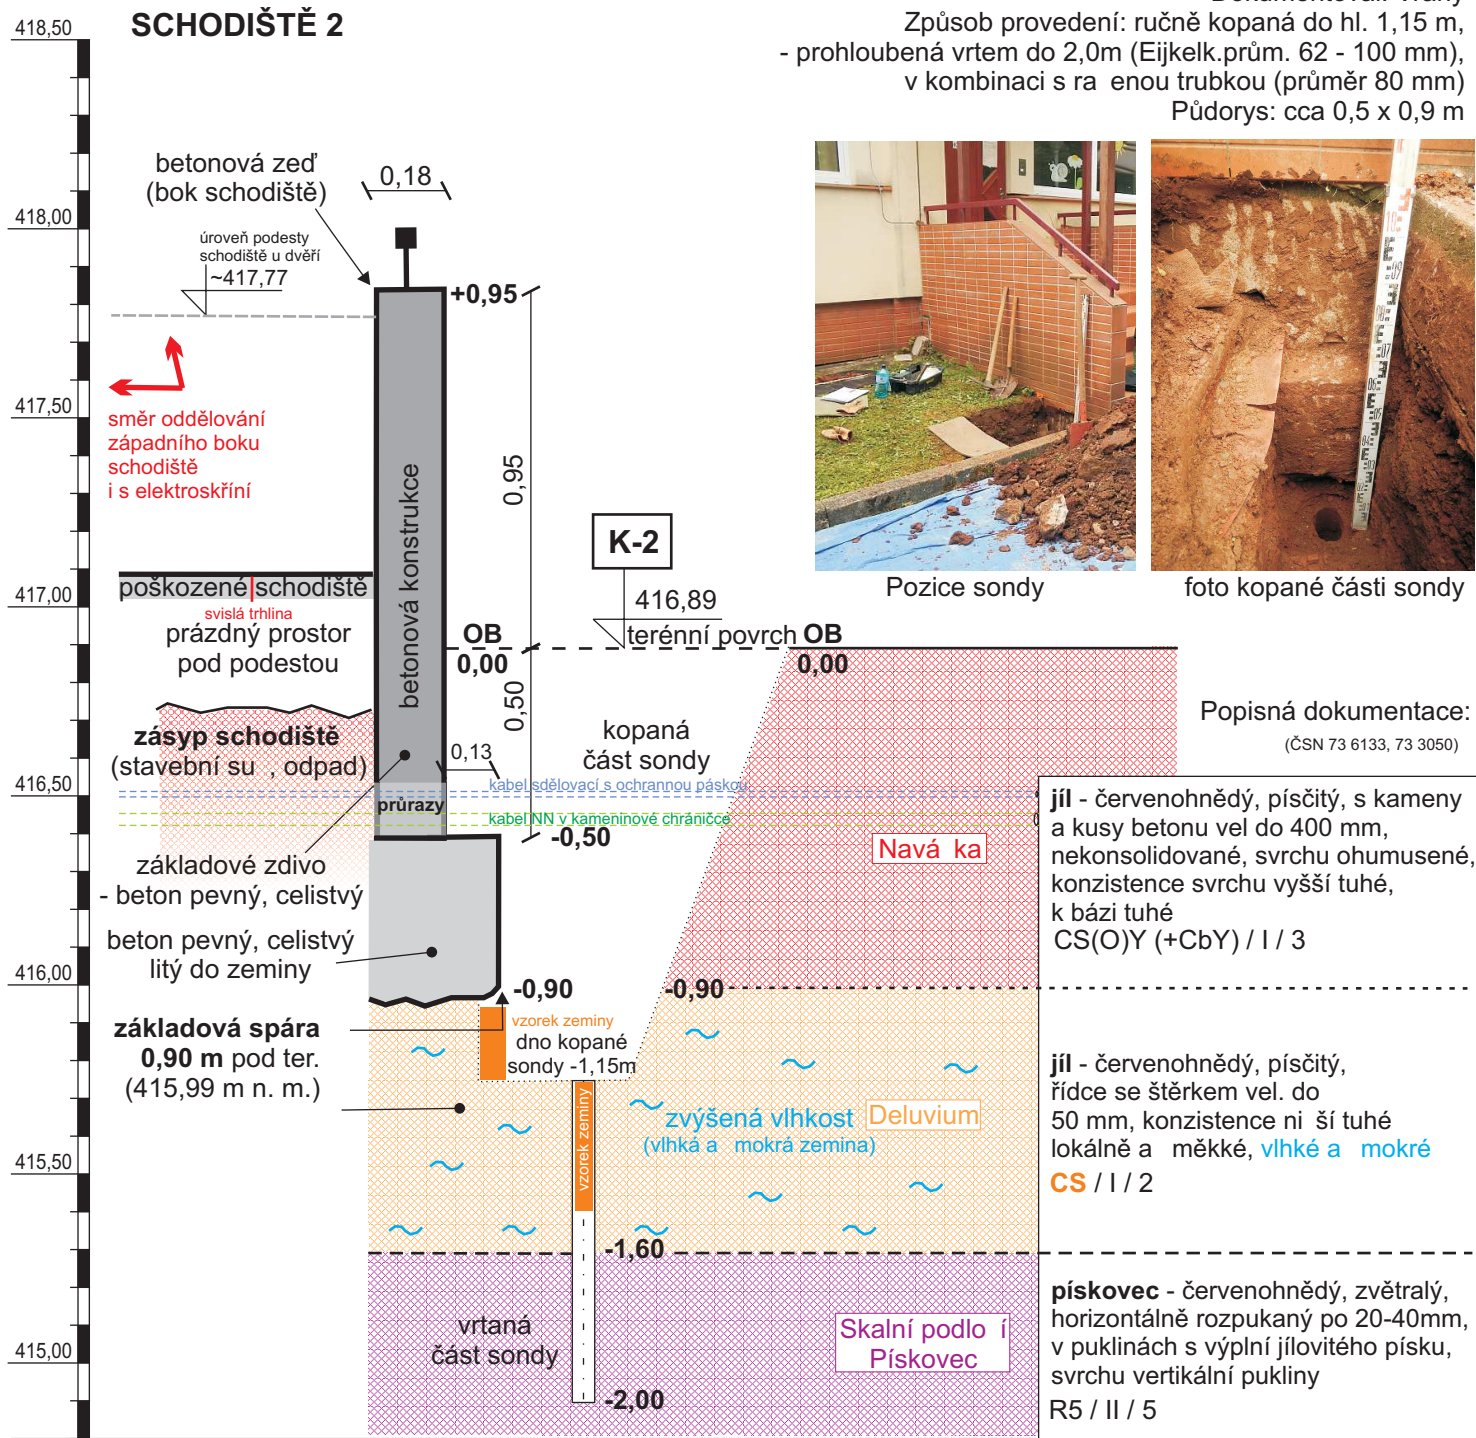 SCHODIŠTĚ 2
Způsob provedení: ručně kopaná do hl. 1,15 m,
- prohloubená vrtem do 2,0m (Eijkelk.prům. 62 - 100 mm),
v kombinaci s ra enou trubkou (průměr 80 mm)
Půdorys: cca 0,5 x 0,9 m
418,50
418,00
417,50
417,00
416,50
416,00
415,50
415,00
betonová zeď
(bok schodiště)
0,18
úroveň podesty
schodiště u dvěří
~417,77
+0,95
směr oddělování
západního boku
schodiště
i s elektroskříní
0,95
betonová konstrukce
K-2
416,89
terénní povrch OB
0,00
OB
0,00
Pozice sondy
foto kopané části sondy
poškozené schodiště
svislá trhlina
prázdný prostor
pod podestou
0,50
zásyp schodiště
(stavební su , odpad)
0,13
kopaná
část sondy
kabel sdělovací s ochrannou páskou
průrazy
kabel NN v kameninové chráničce
-0,50
základové zdivo
- beton pevný, celistvý
beton pevný, celistvý
litý do zeminy
Navá ka
Popisná dokumentace:
(ČSN 73 6133, 73 3050)
jíl - červenohnědý, písčitý, s kameny
a kusy betonu vel do 400 mm,
nekonsolidované, svrchu ohumusené,
konzistence svrchu vyšší tuhé,
k bázi tuhé
CS(O)Y (+CbY) / I / 3
-0,90
-0,90
základová spára
0,90 m pod ter.
(415,99 m n. m.)
vzorek zeminy
dno kopané
sondy -1,15m
vzorek zeminy
zvýšená vlhkost
(vlhká a mokrá zemina)
Deluvium
jíl - červenohnědý, písčitý,
řídce se štěrkem vel. do
50 mm, konzistence ni ší tuhé
lokálně a měkké, vlhké a mokré
CS / I / 2
-1,60
vrtaná
část sondy
Skalní podlo í
Pískovec
-2,00
pískovec - červenohnědý, zvětralý,
horizontálně rozpukaný po 20-40mm,
v puklinách s výplní jílovitého písku,
svrchu vertikální pukliny
R5 / II / 5